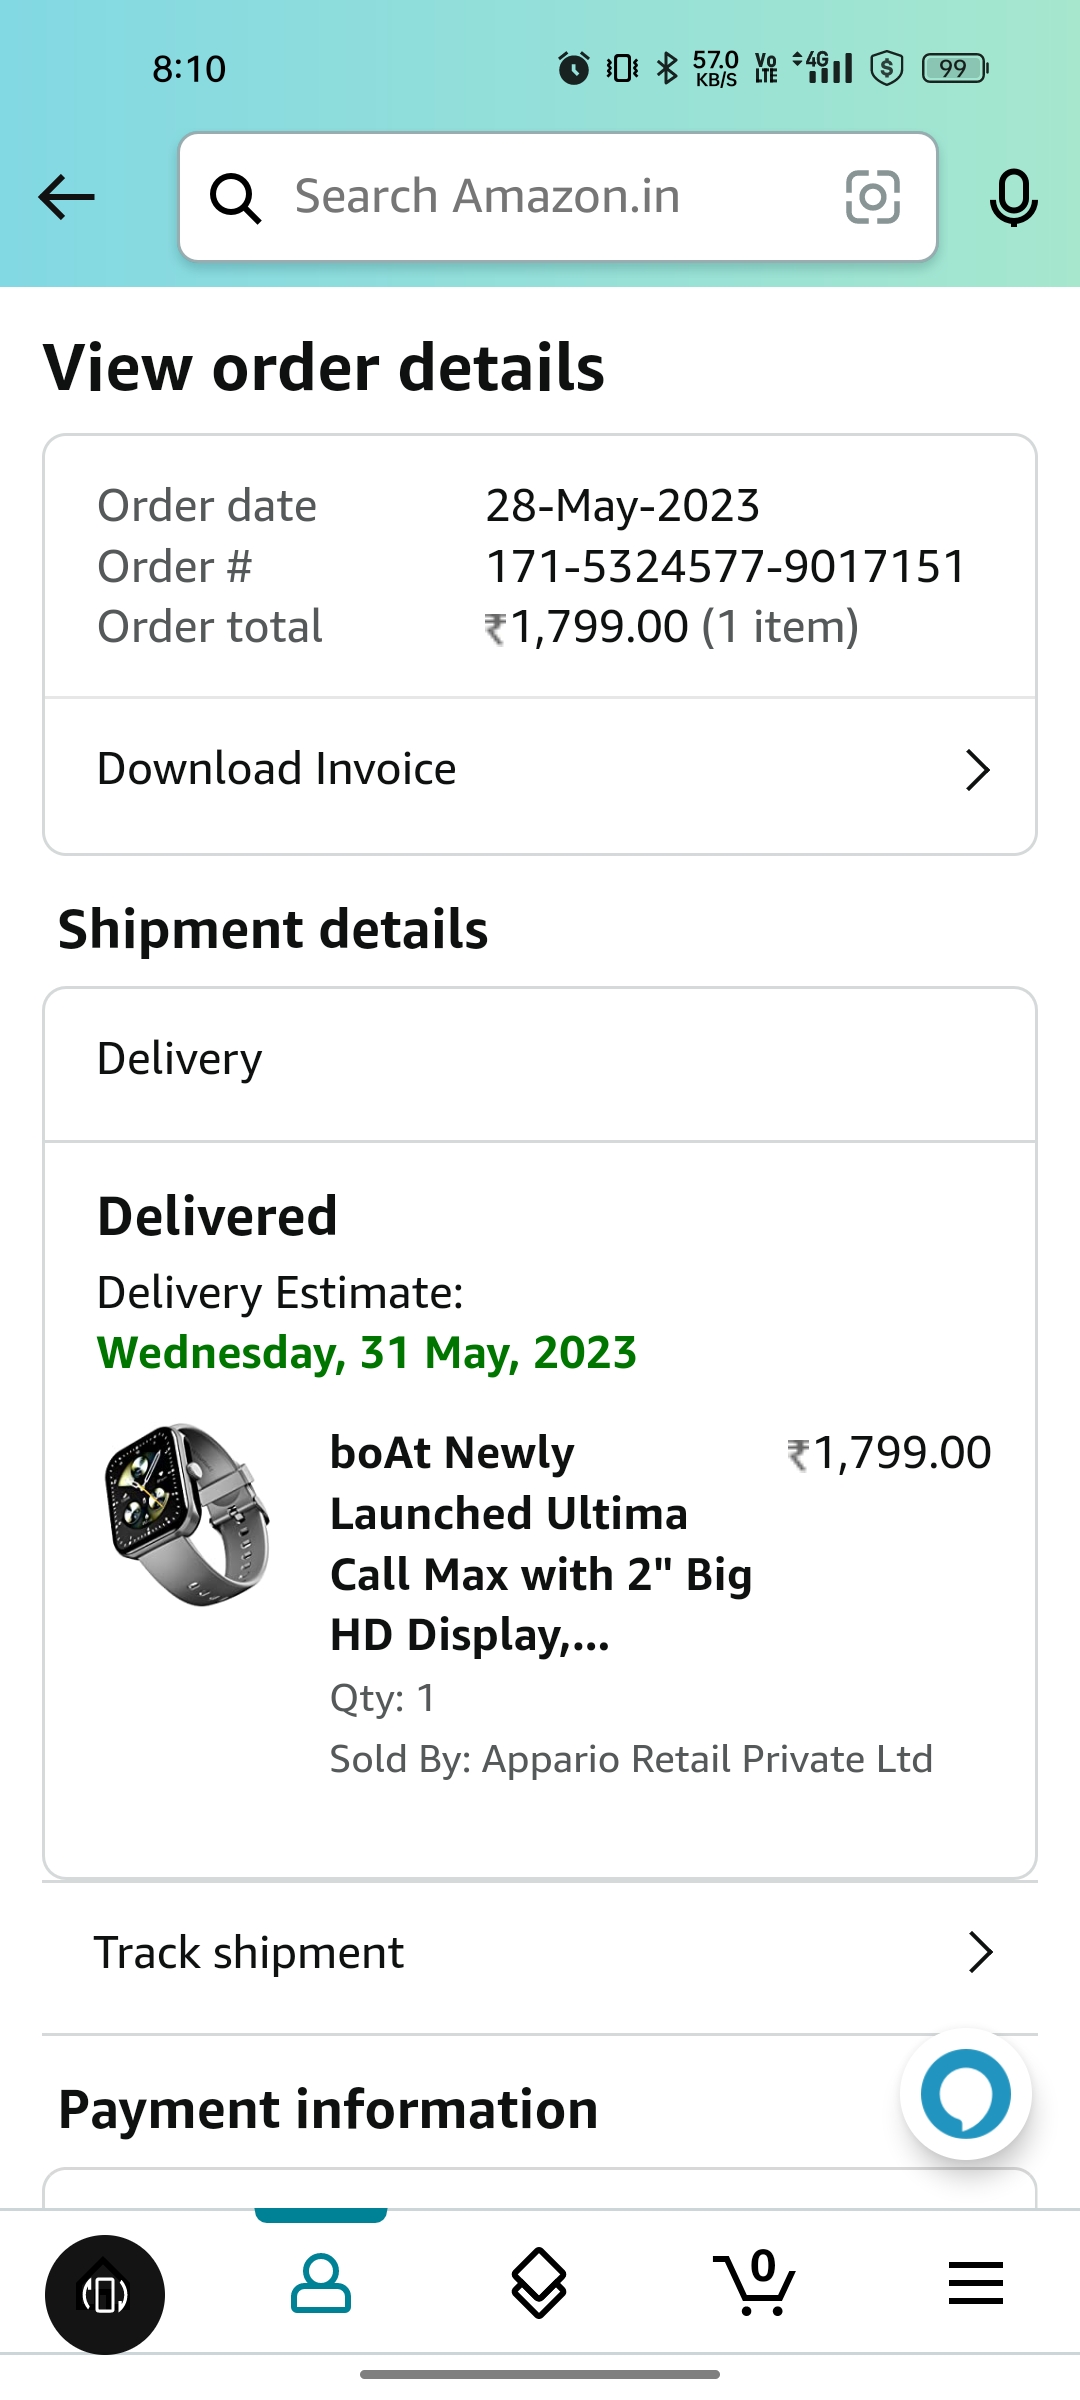 8:10
57.0
KB/S
Vo
LTE
4G
99
Search Amazon.in
View order details
Order date 28-May-2023
Order # 171-5324577-9017151
Order total ₹1,799.00 (1 item)
Download Invoice
Shipment details
Delivery
Delivered
Delivery Estimate:
Wednesday, 31 May, 2023
boAt Newly ₹1,799.00
Launched Ultima
Call Max with 2" Big
HD Display,...
Qty: 1
Sold By: Appario Retail Private Ltd
Track shipment
Payment information
0